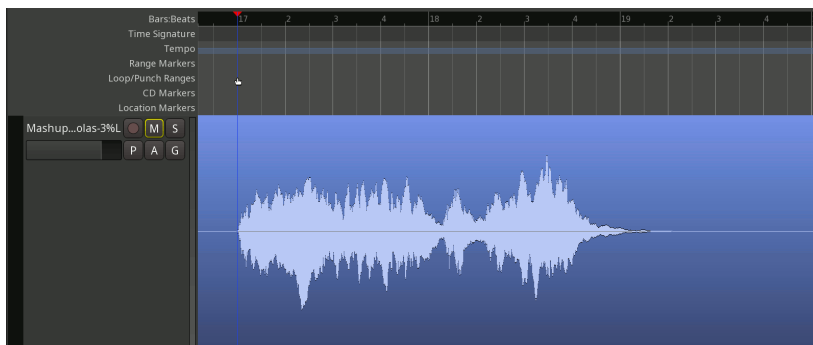 Bars:Beats 17 2 3 4 18 2 3 4 19 2 3 4
Time Signature
Tempo
Range Markers
Loop/Punch Ranges
CD Markers
Location Markers
Mashup...olas-3%L M S
P A G